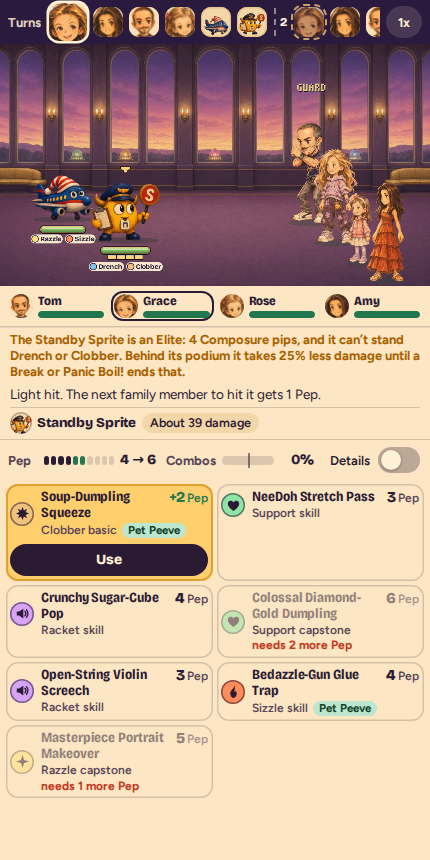 Turns
2
1x
GUARD
S
Razzle
Sizzle
Drench
Clobber
Tom
Grace
Rose
Amy
The Standby Sprite is an Elite: 4 Composure pips, and it can't stand
Drench or Clobber. Behind its podium it takes 25% less damage until a
Break or Panic Boil! ends that.
Light hit. The next family member to hit it gets 1 Pep.
Standby Sprite About 39 damage
Pep 4 → 6 Combos 0% Details
Soup-Dumpling
Squeeze
+2 Pep
Clobber basic Pet Peeve
Use
NeeDoh Stretch Pass 3 Pep
Support skill
Crunchy Sugar-Cube
Pop
4 Pep
Racket skill
Colossal Diamond-
Gold Dumpling
6 Pep
Support capstone
needs 2 more Pep
Open-String Violin
Screech
3 Pep
Racket skill
Bedazzle-Gun Glue
Trap
4 Pep
Sizzle skill Pet Peeve
Masterpiece Portrait
Makeover
5 Pep
Razzle capstone
needs 1 more Pep